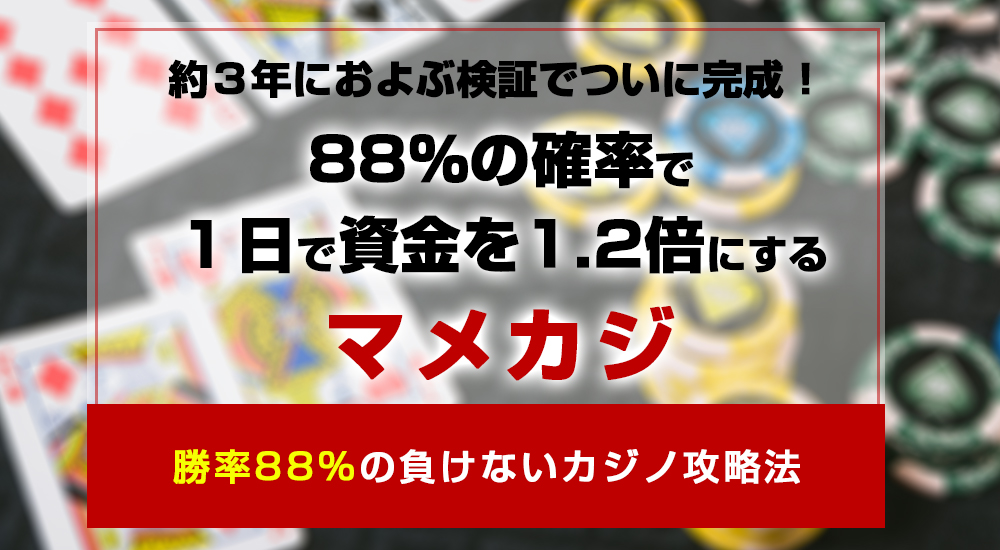 約３年におよぶ検証でついに完成！
88％の確率で
１日で資金を1.2倍にする
マメカジ
勝率88％の負けないカジノ攻略法